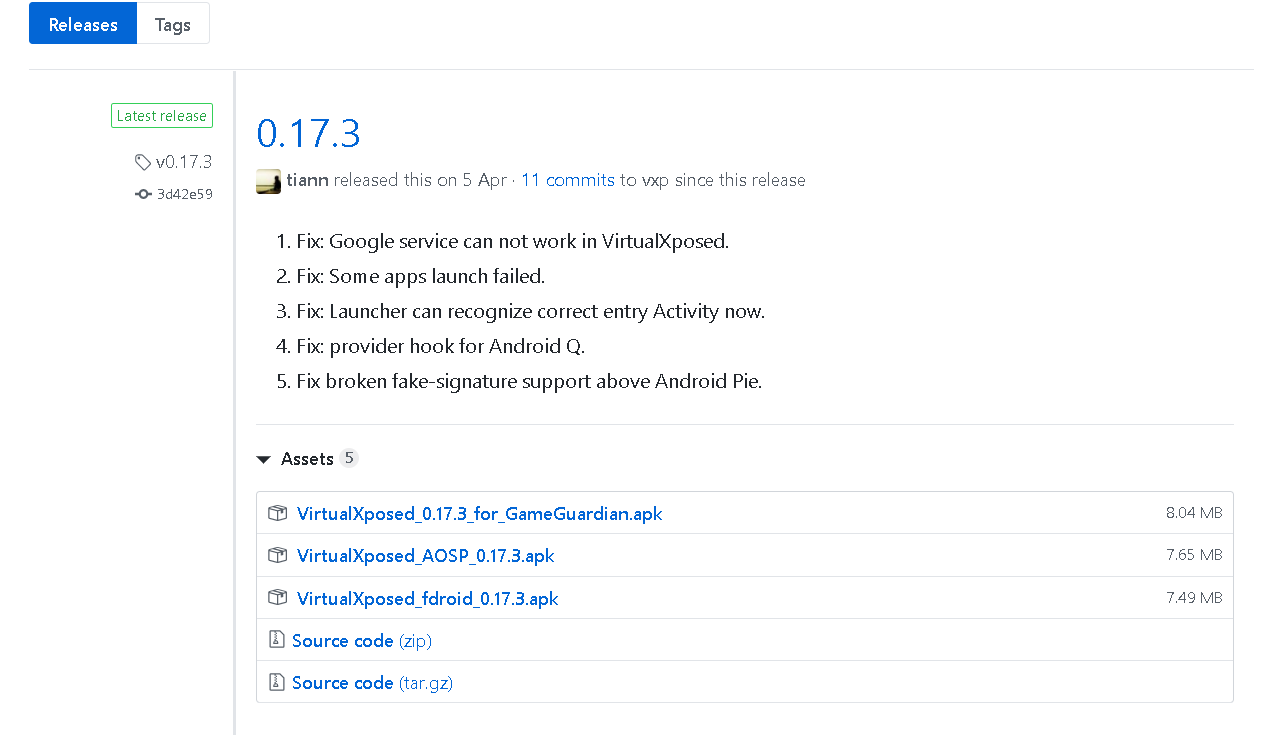 Releases Tags
Latest release
0.17.3
v0.17.3
tiann released this on 5 Apr · 11 commits to vxp since this release
3d42e59
1. Fix: Google service can not work in VirtualXposed.
2. Fix: Some apps launch failed.
3. Fix: Launcher can recognize correct entry Activity now.
4. Fix: provider hook for Android Q.
5. Fix broken fake-signature support above Android Pie.
Assets 5
VirtualXposed_0.17.3_for_GameGuardian.apk 8.04 MB
VirtualXposed_AOSP_0.17.3.apk 7.65 MB
VirtualXposed_fdroid_0.17.3.apk 7.49 MB
Source code (zip)
Source code (tar.gz)